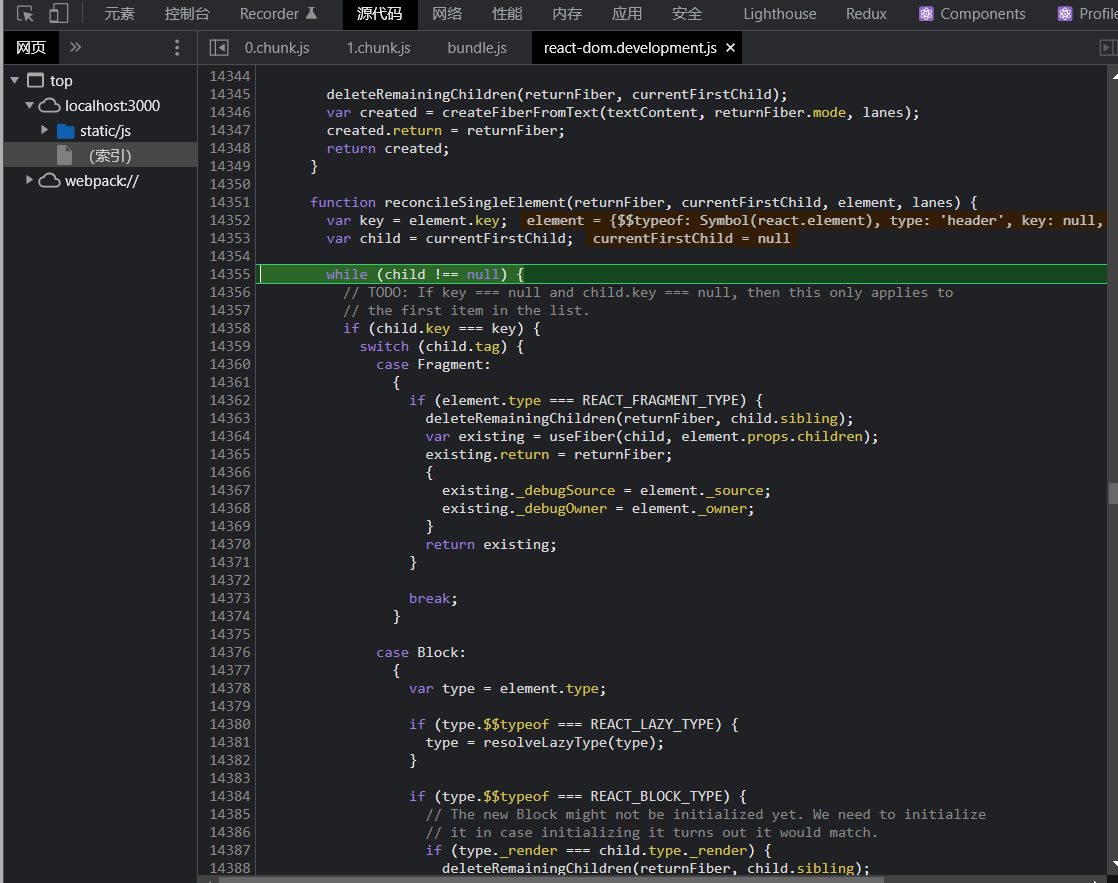 元素 控制台 Recorder 源代码 网络 性能 内存 应用 安全 Lighthouse Redux Components Profile
网页 » 0.chunk.js 1.chunk.js bundle.js react-dom.development.js ×
top
localhost:3000
static/js
(索引)
webpack://
14344
14345 deleteRemainingChildren(returnFiber, currentFirstChild);
14346 var created = createFiberFromText(textContent, returnFiber.mode, lanes);
14347 created.return = returnFiber;
14348 return created;
14349 }
14350
14351 function reconcileSingleElement(returnFiber, currentFirstChild, element, lanes) {
14352 var key = element.key; element = {$$typeof: Symbol(react.element), type: 'header', key: null,
14353 var child = currentFirstChild; currentFirstChild = null
14354
14355 while (child !== null) {
14356 // TODO: If key === null and child.key === null, then this only applies to
14357 // the first item in the list.
14358 if (child.key === key) {
14359 switch (child.tag) {
14360 case Fragment:
14361 {
14362 if (element.type === REACT_FRAGMENT_TYPE) {
14363 deleteRemainingChildren(returnFiber, child.sibling);
14364 var existing = useFiber(child, element.props.children);
14365 existing.return = returnFiber;
14366 {
14367 existing._debugSource = element._source;
14368 existing._debugOwner = element._owner;
14369 }
14370 return existing;
14371 }
14372
14373 break;
14374 }
14375
14376 case Block:
14377 {
14378 var type = element.type;
14379
14380 if (type.$$typeof === REACT_LAZY_TYPE) {
14381 type = resolveLazyType(type);
14382 }
14383
14384 if (type.$$typeof === REACT_BLOCK_TYPE) {
14385 // The new Block might not be initialized yet. We need to initialize
14386 // it in case initializing it turns out it would match.
14387 if (type._render === child.type._render) {
14388 deleteRemainingChildren(returnFiber, child.sibling);